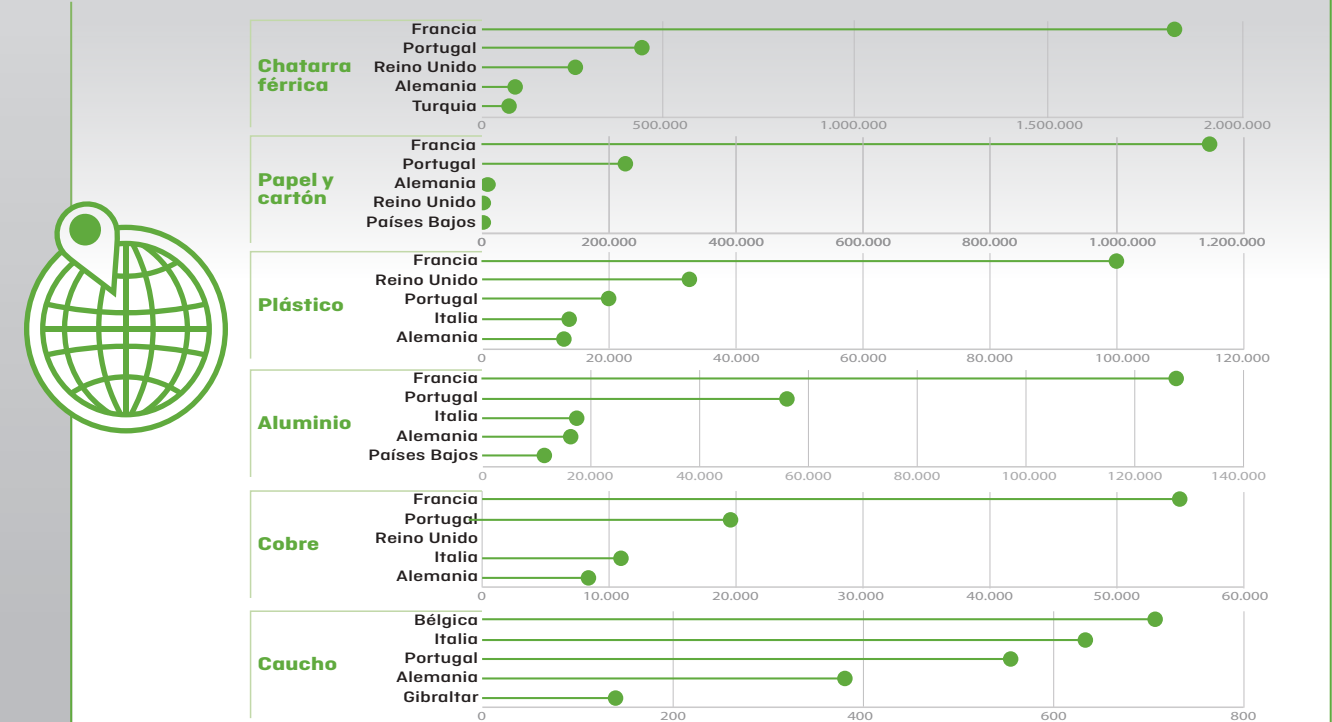 Chatarra
férrica
Francia
Portugal
Reino Unido
Alemania
Turquia
0 500.000 1.000.000 1.500.000 2.000.000
Papel y
cartón
Francia
Portugal
Alemania
Reino Unido
Países Bajos
0 200.000 400.000 600.000 800.000 1.000.000 1.200.000
Plástico
Francia
Reino Unido
Portugal
Italia
Alemania
0 20.000 40.000 60.000 80.000 100.000 120.000
Aluminio
Francia
Portugal
Italia
Alemania
Países Bajos
0 20.000 40.000 60.000 80.000 100.000 120.000 140.000
Cobre
Francia
Portugal
Reino Unido
Italia
Alemania
0 10.000 20.000 30.000 40.000 50.000 60.000
Caucho
Bélgica
Italia
Portugal
Alemania
Gibraltar
0 200 400 600 800